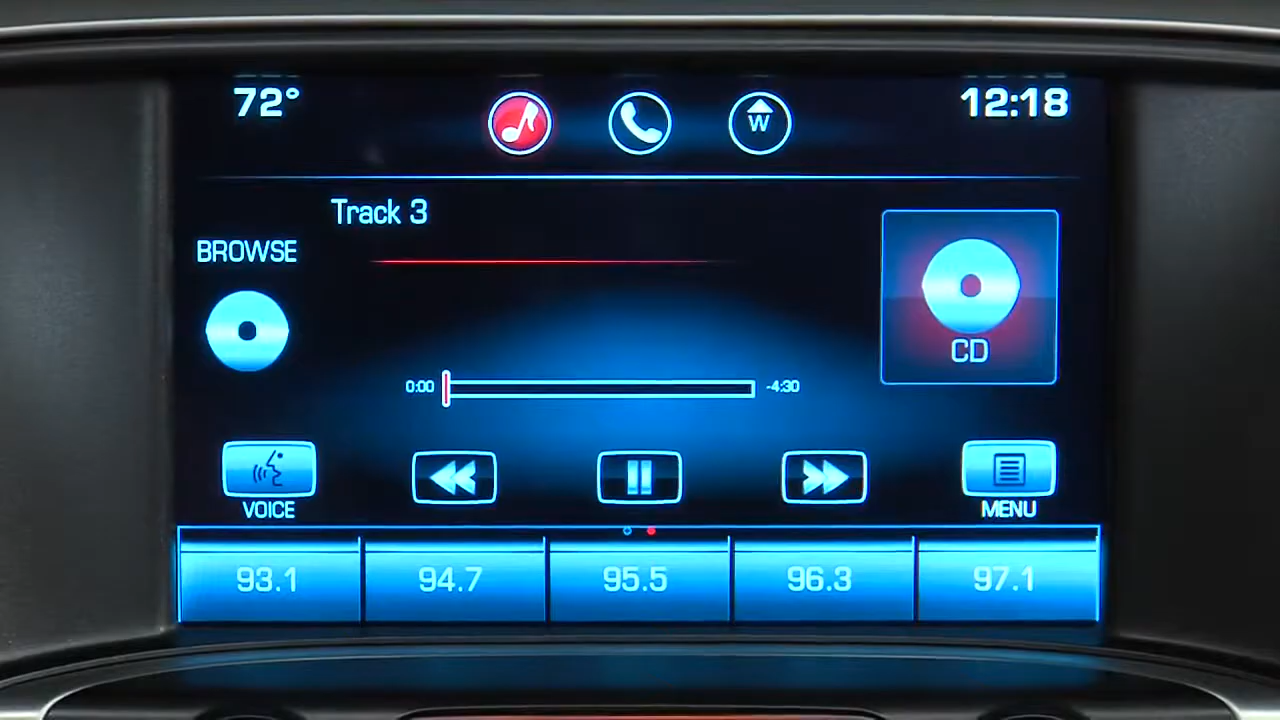 72°
W
12:18
Track 3
BROWSE
CD
0:00
-4:30
VOICE
MENU
93.1
94.7
95.5
96.3
97.1